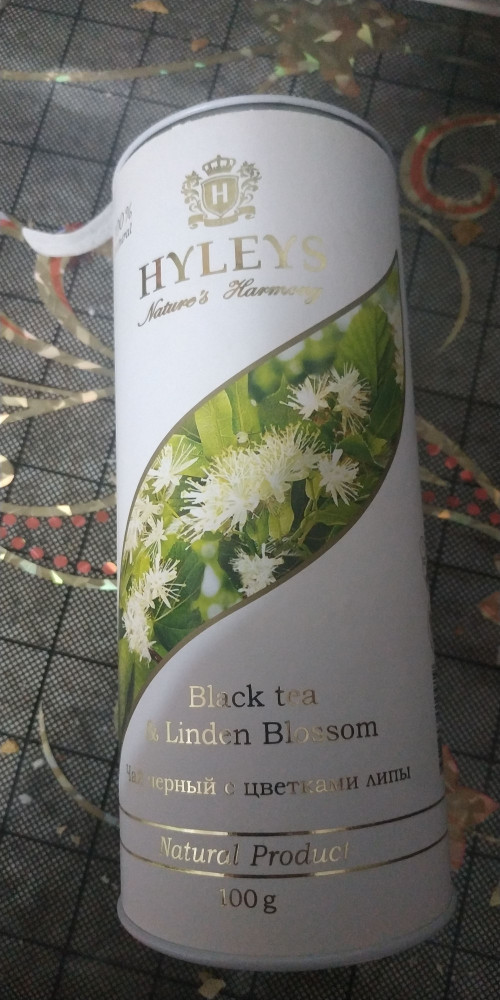 H
HYLEYS
Nature's Harmony
Black tea
& Linden Blossom
Чай черный с цветками липы
Natural Product
100 g